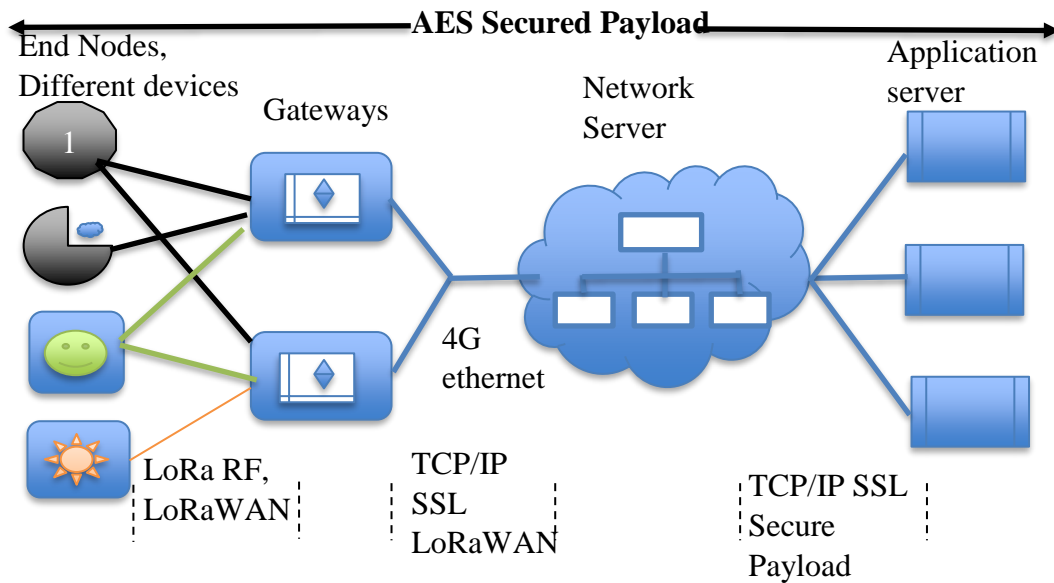 AES Secured Payload
End Nodes,
Different devices
Gateways
Network
Server
Application
server
1
4G
ethernet
LoRa RF,
LoRaWAN
TCP/IP
SSL
LoRaWAN
TCP/IP SSL
Secure
Payload